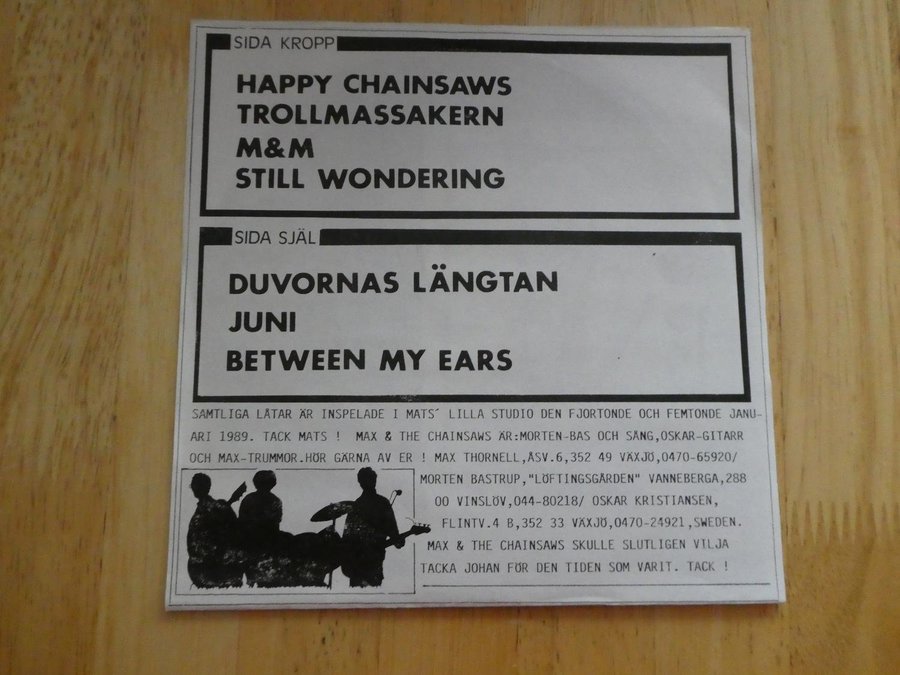 SIDA KROPP
HAPPY CHAINSAWS
TROLLMASSAKERN
M&M
STILL WONDERING
SIDA SJÄL
DUVORNAS LÄNGTAN
JUNI
BETWEEN MY EARS
SAMTLIGA LÅTAR ÄR INSPELADE I MATS´ LILLA STUDIO DEN FJORTONDE OCH FEMTONDE JANU-
ARI 1989. TACK MATS ! MAX & THE CHAINSAWS ÄR:MORTEN-BAS OCH SÅNG,OSKAR-GITARR
OCH MAX-TRUMMOR.HÖR GÄRNA AV ER ! MAX THORNELL,ÅSV.6,352 49 VÄXJÖ,0470-65920/
MORTEN BASTRUP,"LÖFTINGSGÅRDEN" VANNEBERGA,288
00 VINSLÖV,044-80218/ OSKAR KRISTIANSEN,
FLINTV.4 B,352 33 VÄXJÖ,0470-24921,SWEDEN.
MAX & THE CHAINSAWS SKULLE SLUTLIGEN VILJA
TACKA JOHAN FÖR DEN TIDEN SOM VARIT. TACK !